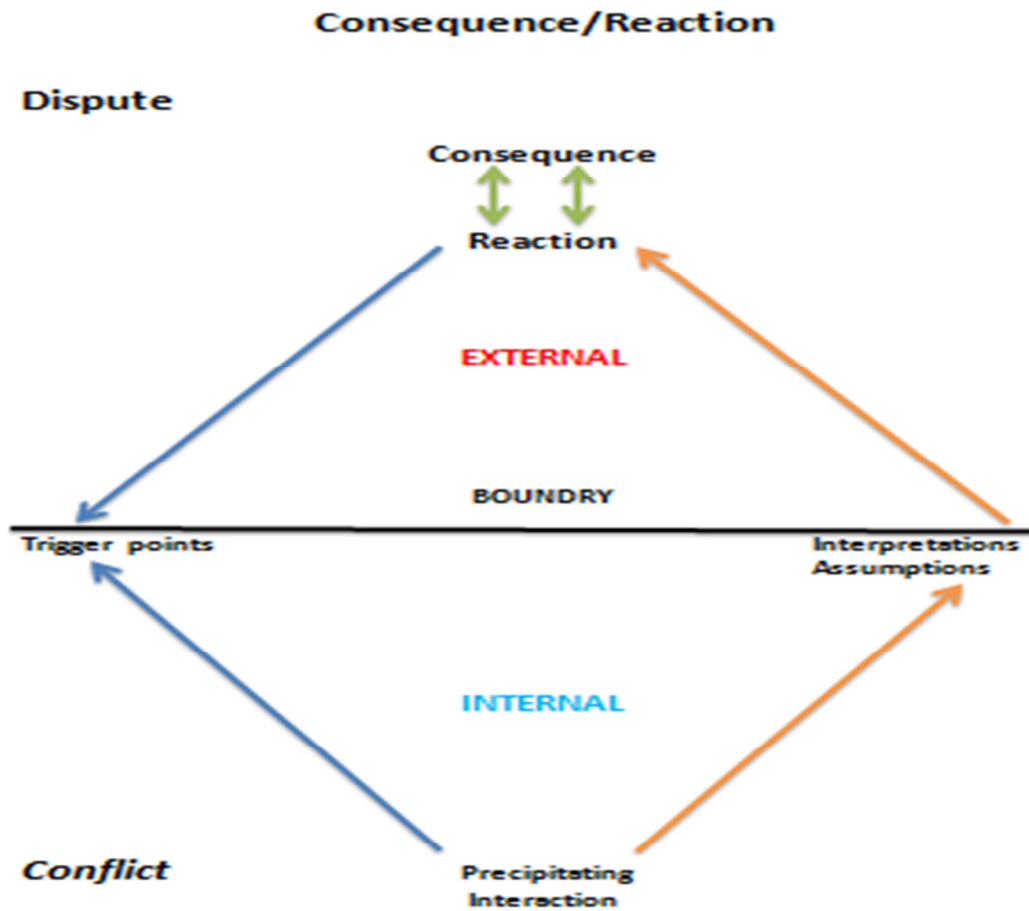 Consequence/Reaction
Dispute
Consequence
Reaction
EXTERNAL
BOUNDRY
Trigger points
Interpretations
Assumptions
INTERNAL
Conflict
Precipitating
Interaction